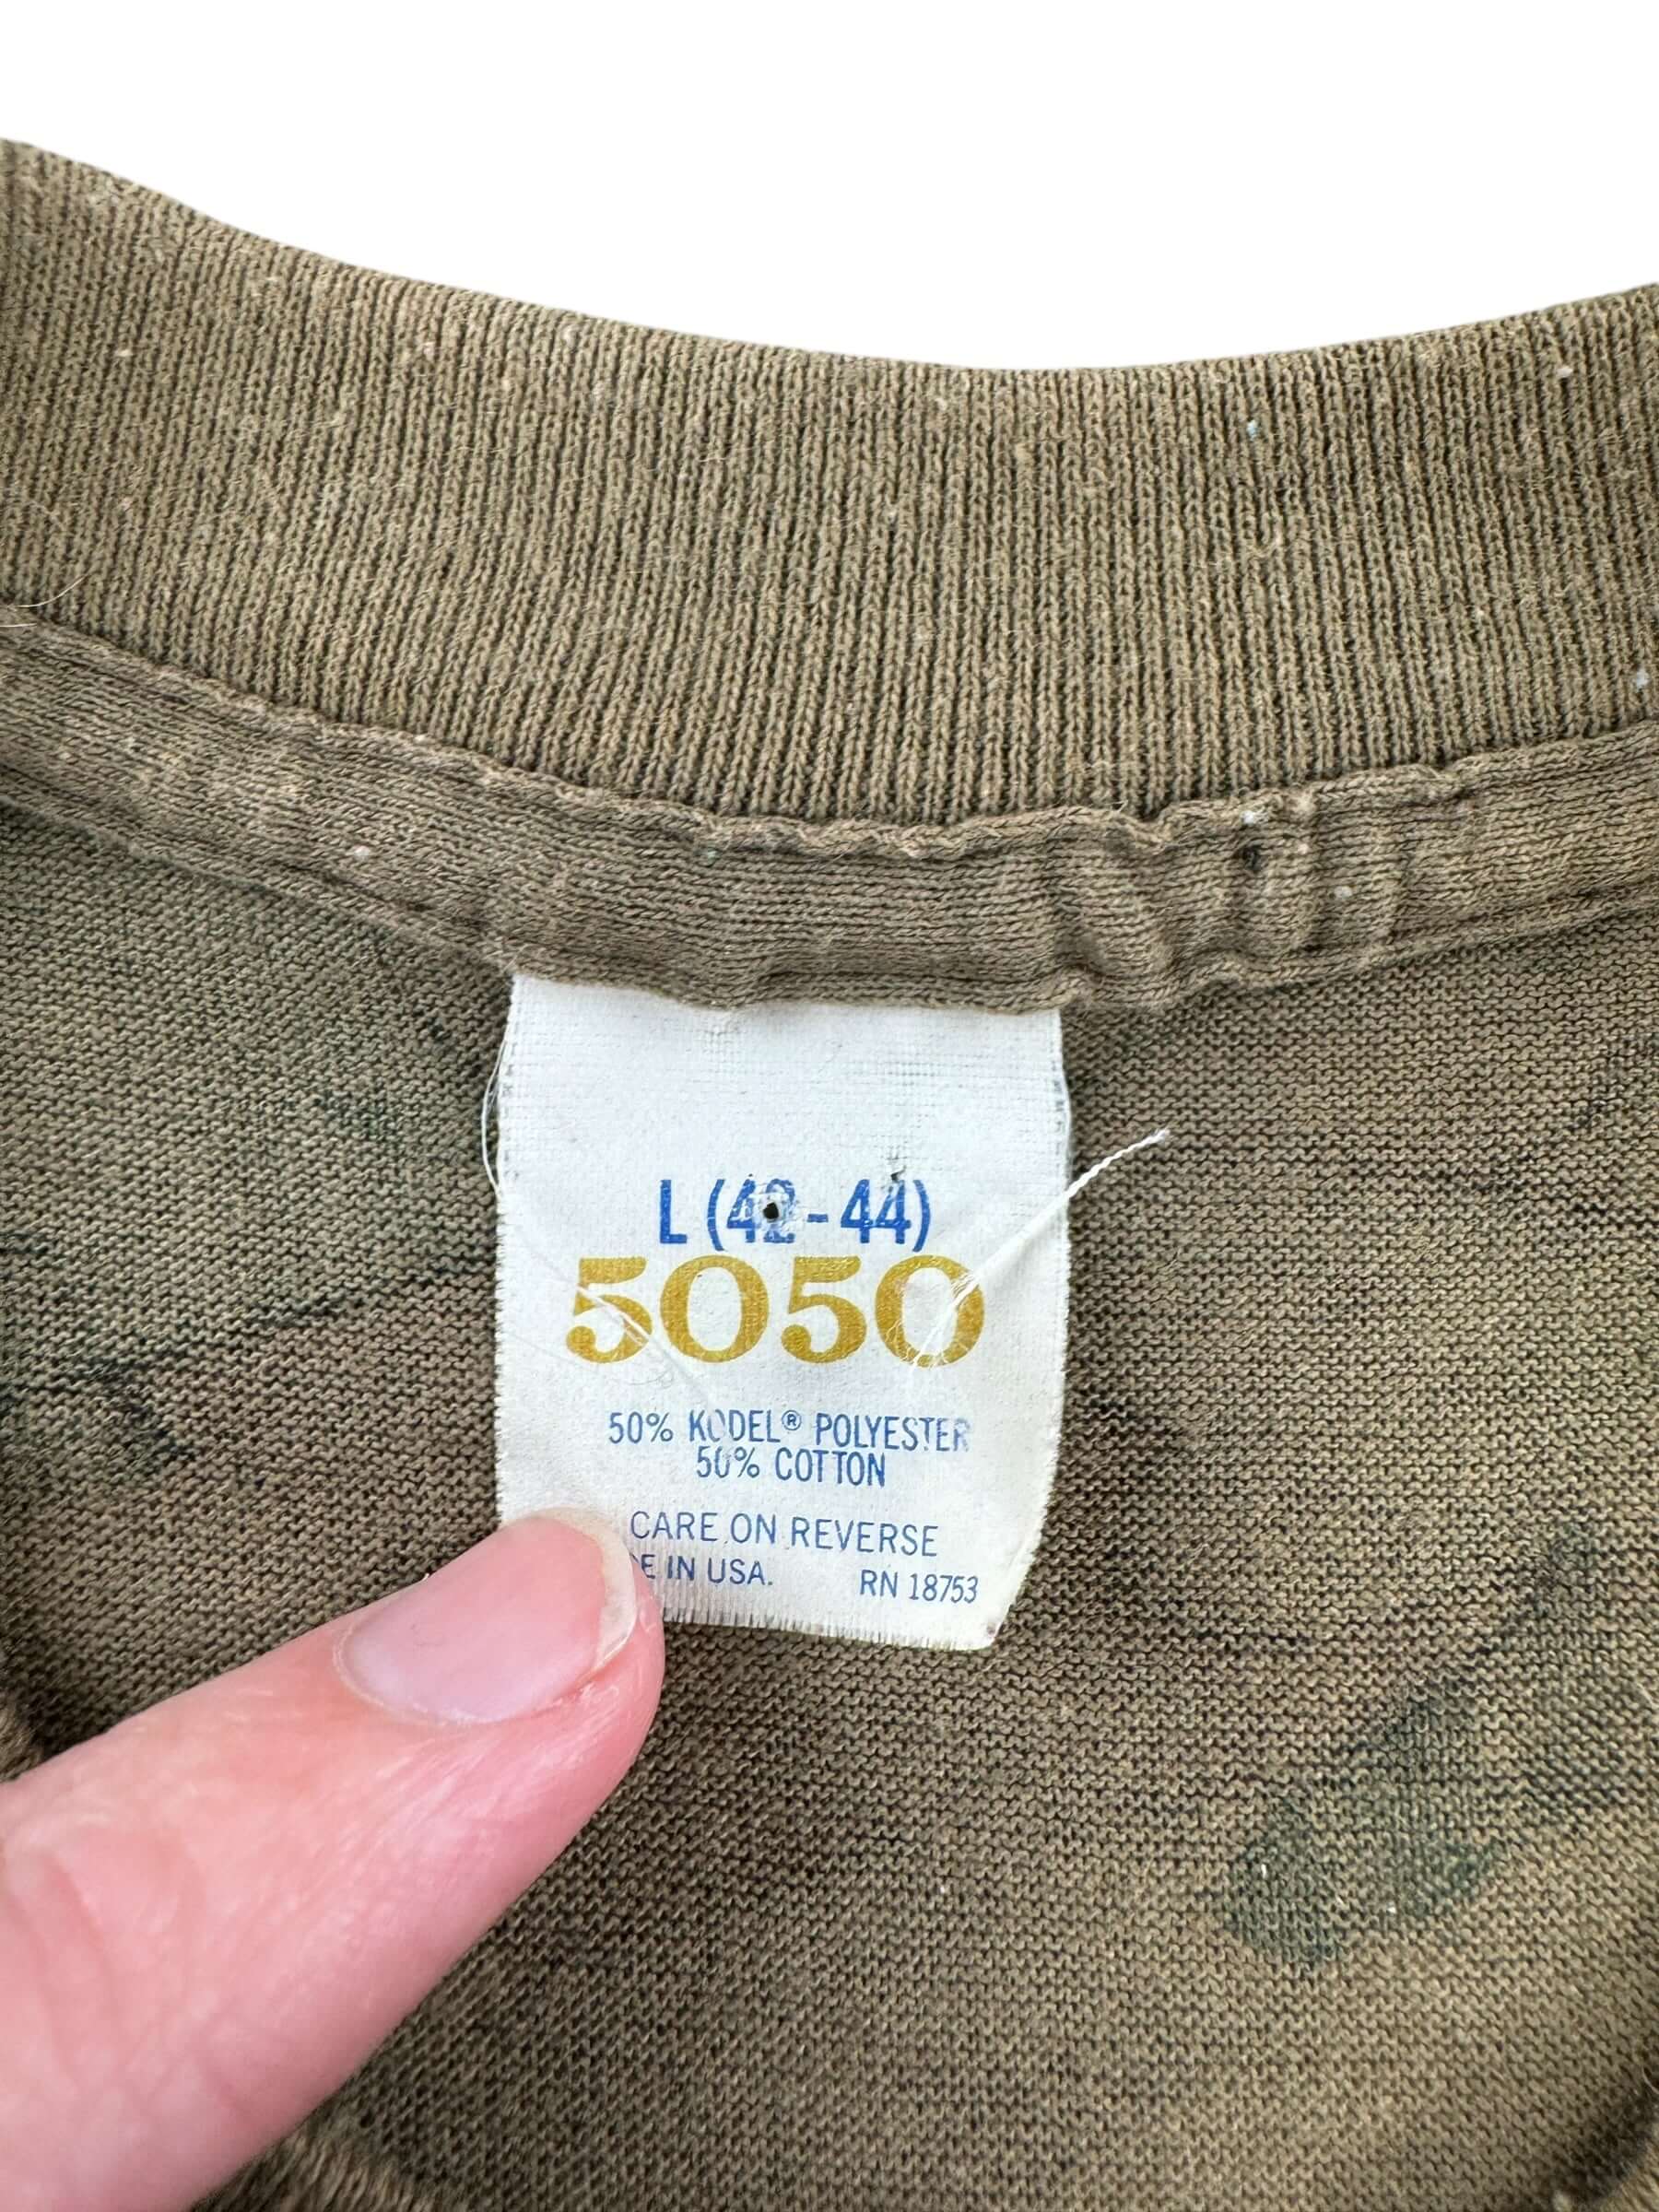 L (42-44)
5050
50% KODEL® POLYESTER
50% COTTON
CARE ON REVERSE
IN USA. RN 18753